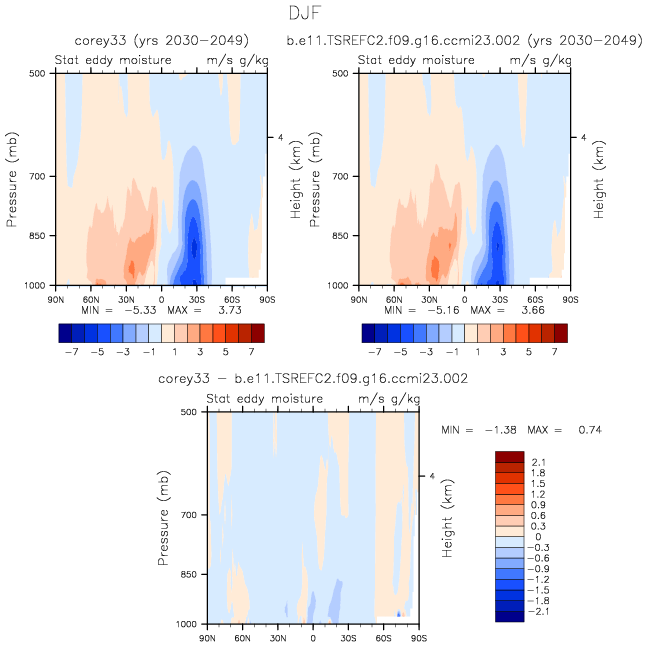 DJF
corey33 (yrs 2030-2049)
b.e11.TSREFC2.f09.g16.ccmi23.002 (yrs 2030-2049)
Stat eddy moisture m/s g/kg
Stat eddy moisture m/s g/kg
500
700
850
1000
Pressure (mb)
4
Height (km)
90N 60N 30N 0 30S 60S 90S
MIN = -5.33 MAX = 3.73
-7 -5 -3 -1 1 3 5 7
500
700
850
1000
Pressure (mb)
4
Height (km)
90N 60N 30N 0 30S 60S 90S
MIN = -5.16 MAX = 3.66
-7 -5 -3 -1 1 3 5 7
corey33 - b.e11.TSREFC2.f09.g16.ccmi23.002
Stat eddy moisture m/s g/kg
500
700
850
1000
Pressure (mb)
4
Height (km)
90N 60N 30N 0 30S 60S 90S
MIN = -1.38 MAX = 0.74
2.1
1.8
1.5
1.2
0.9
0.6
0.3
0
-0.3
-0.6
-0.9
-1.2
-1.5
-1.8
-2.1